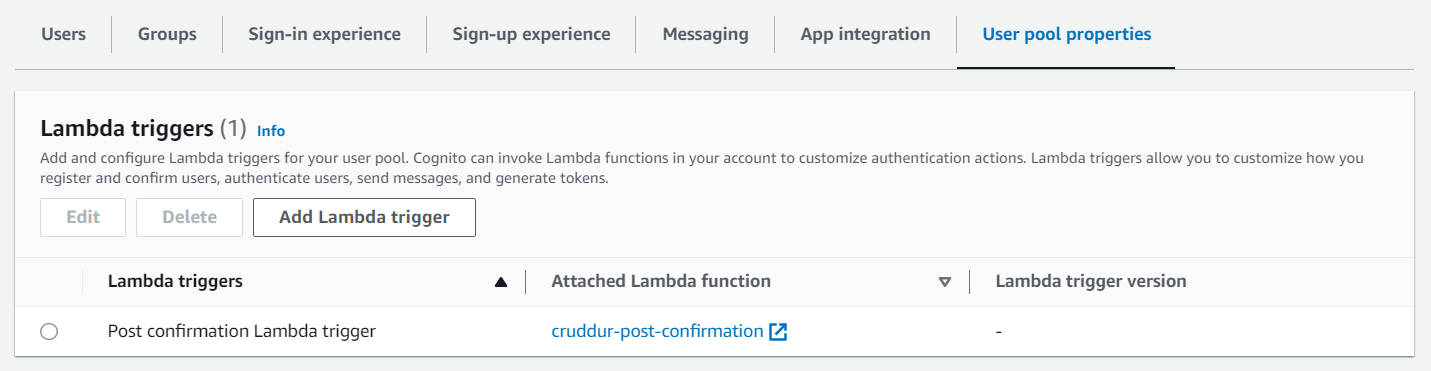 Users Groups Sign-in experience Sign-up experience Messaging App integration User pool properties
Lambda triggers (1) Info
Add and configure Lambda triggers for your user pool. Cognito can invoke Lambda functions in your account to customize authentication actions. Lambda triggers allow you to customize how you
register and confirm users, authenticate users, send messages, and generate tokens.
Edit Delete Add Lambda trigger
Lambda triggers Attached Lambda function Lambda trigger version
Post confirmation Lambda trigger cruddur-post-confirmation -